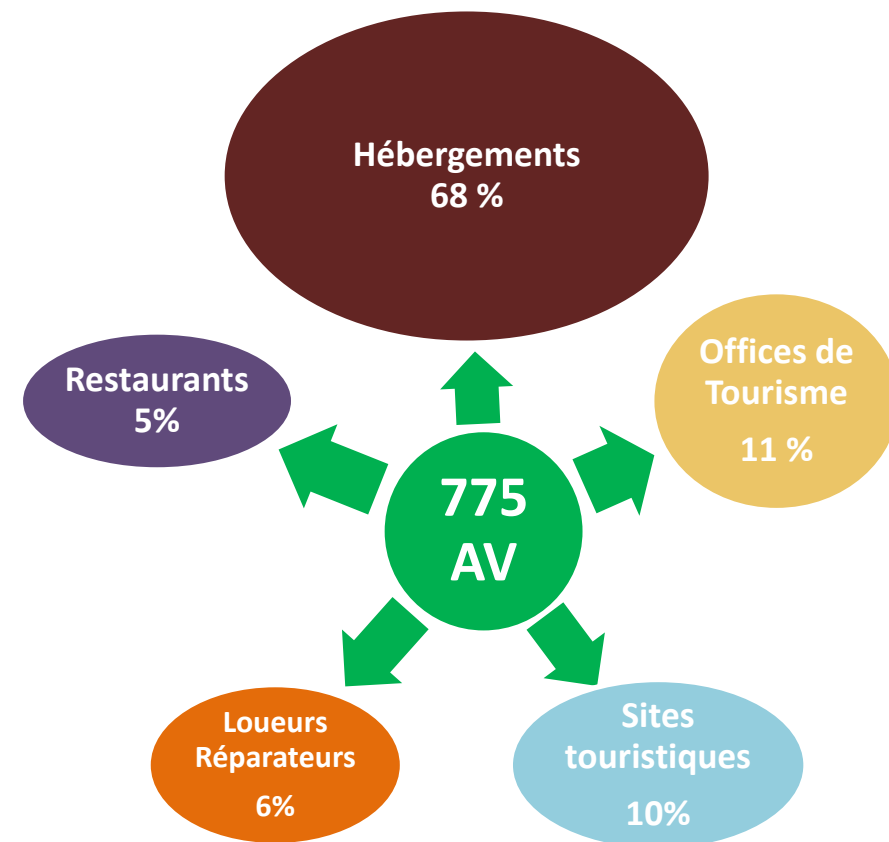 Hébergements
68 %
Offices de
Tourisme
11 %
Restaurants
5%
775
AV
Loueurs
Réparateurs
6%
Sites
touristiques
10%